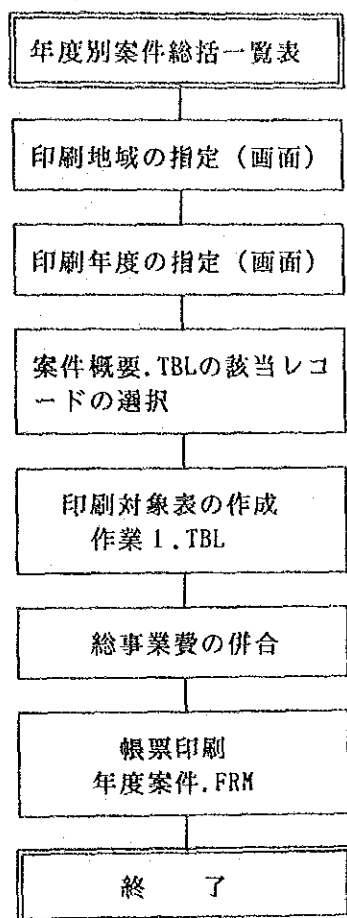 年度別案件総括一覧表
印刷地域の指定（画面）
印刷年度の指定（画面）
案件概要.TBLの該当レコ
ードの選択
印刷対象表の作成
作業1.TBL
総事業費の併合
帳票印刷
年度案件.FRM
終　了